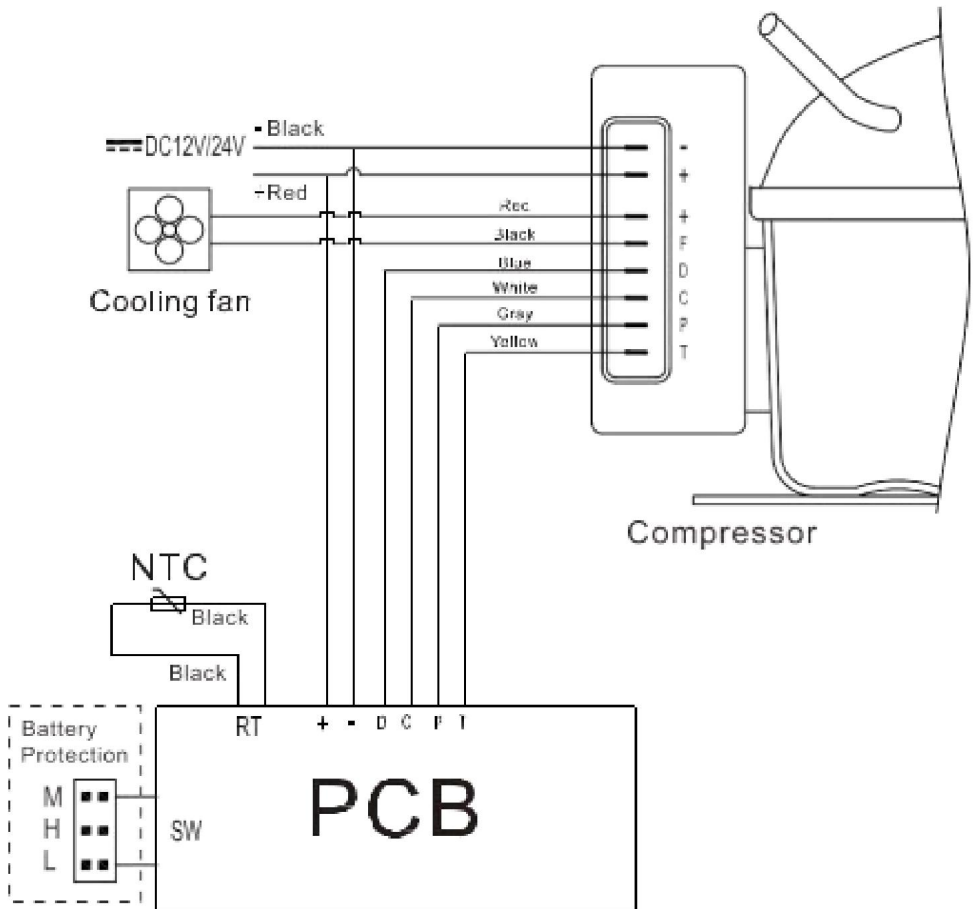 - Black
DC12V/24V
+Red
Cooling fan
Red
Black
Blue
White
Gray
Yellow
-
+
+
F
D
C
P
T
Compressor
NTC
Black
Black
RT
+ - D C P T
PCB
Battery
Protection
M
H
L
SW